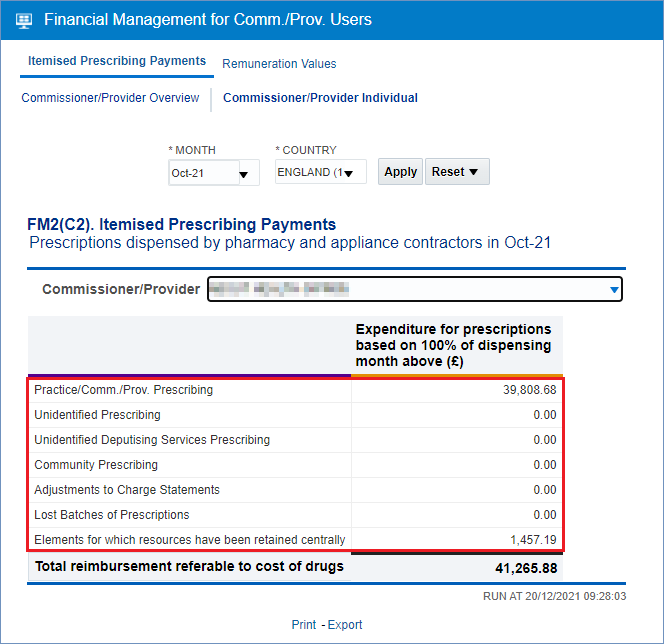 Financial Management for Comm./Prov. Users
Itemised Prescribing Payments Remuneration Values
Commissioner/Provider Overview Commissioner/Provider Individual
* MONTH * COUNTRY
Oct-21 ENGLAND (1 Apply Reset
FM2(C2). Itemised Prescribing Payments
Prescriptions dispensed by pharmacy and appliance contractors in Oct-21
Commissioner/Provider
Expenditure for prescriptions
based on 100% of dispensing
month above (£)
Practice/Comm./Prov. Prescribing 39,808.68
Unidentified Prescribing 0.00
Unidentified Deputising Services Prescribing 0.00
Community Prescribing 0.00
Adjustments to Charge Statements 0.00
Lost Batches of Prescriptions 0.00
Elements for which resources have been retained centrally 1,457.19
Total reimbursement referable to cost of drugs 41,265.88
RUN AT 20/12/2021 09:28:03
Print - Export